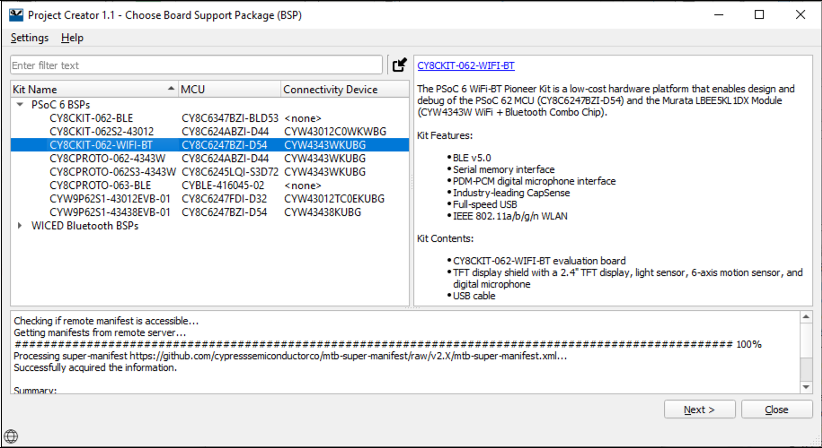 Project Creator 1.1 - Choose Board Support Package (BSP)
Settings Help
Enter filter text
Kit Name MCU Connectivity Device
PSoC 6 BSPs
CY8CKIT-062-BLE CY8C6347BZI-BLD53 <none>
CY8CKIT-062S2-43012 CY8C624ABZI-D44 CYW43012C0WKWBG
CY8CKIT-062-WIFI-BT CY8C6247BZI-D54 CYW4343WKUBG
CY8CPROTO-062-4343W CY8C624ABZI-D44 CYW4343WKUBG
CY8CPROTO-062S3-4343W CY8C6245LQI-S3D72 CYW4343WKUBG
CY8CPROTO-063-BLE CYBLE-416045-02 <none>
CYW9P62S1-43012EVB-01 CY8C6247FDI-D32 CYW43012TC0EKUBG
CYW9P62S1-43438EVB-01 CY8C6247BZI-D54 CYW43438KUBG
WICED Bluetooth BSPs
CY8CKIT-062-WIFI-BT
The PSoC 6 WiFi-BT Pioneer Kit is a low-cost hardware platform that enables design and
debug of the PSoC 62 MCU (CY8C6247BZI-D54) and the Murata LBEE5KL1DX Module
(CYW4343W WiFi + Bluetooth Combo Chip).
Kit Features:
•BLE v5.0
•Serial memory interface
•PDM-PCM digital microphone interface
•Industry-leading CapSense
•Full-speed USB
•IEEE 802.11a/b/g/n WLAN
Kit Contents:
•CY8CKIT-062-WIFI-BT evaluation board
•TFT display shield with a 2.4" TFT display, light sensor, 6-axis motion sensor, and
digital microphone
•USB cable
Checking if remote manifest is accessible...
Getting manifests from remote server...
#################################################################################################### 100%
Processing super-manifest https://github.com/cypresssemiconductorco/mtb-super-manifest/raw/v2.X/mtb-super-manifest.xml...
Successfully acquired the information.
Summary:
Next > Close